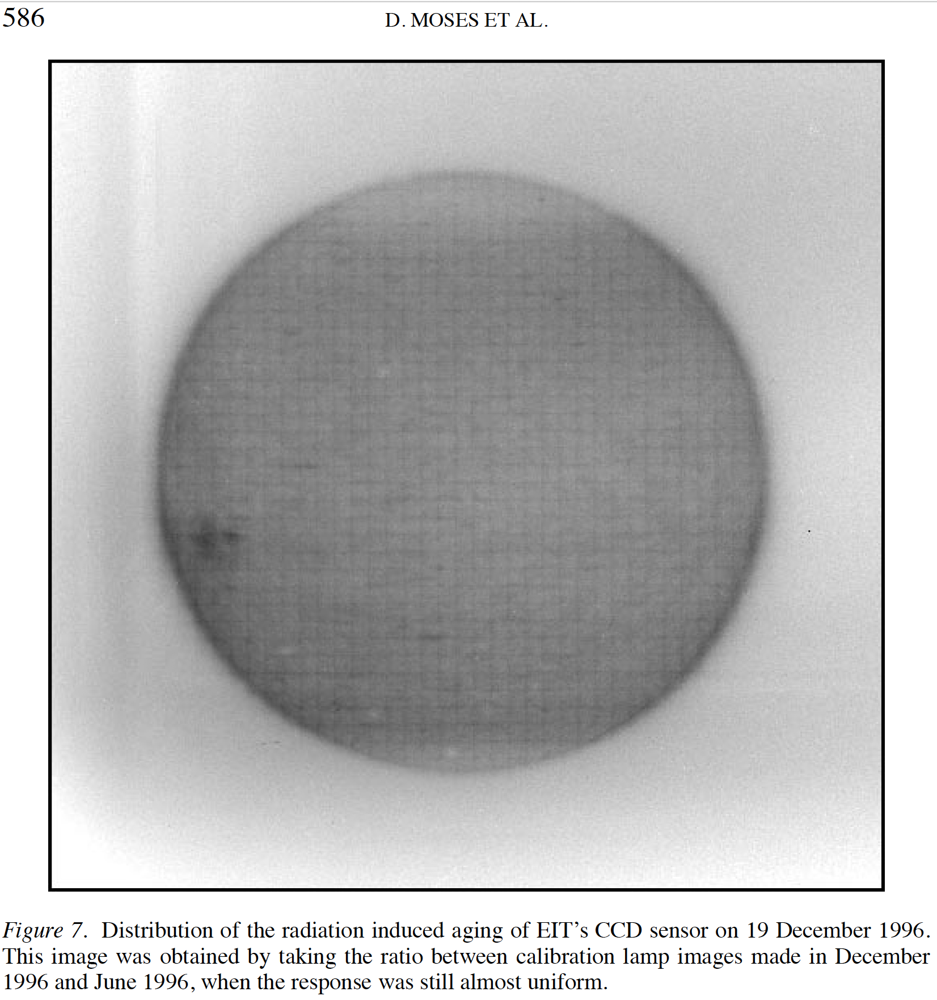 586
D. MOSES ET AL.
Figure 7. Distribution of the radiation induced aging of EIT’s CCD sensor on 19 December 1996.
This image was obtained by taking the ratio between calibration lamp images made in December
1996 and June 1996, when the response was still almost uniform.